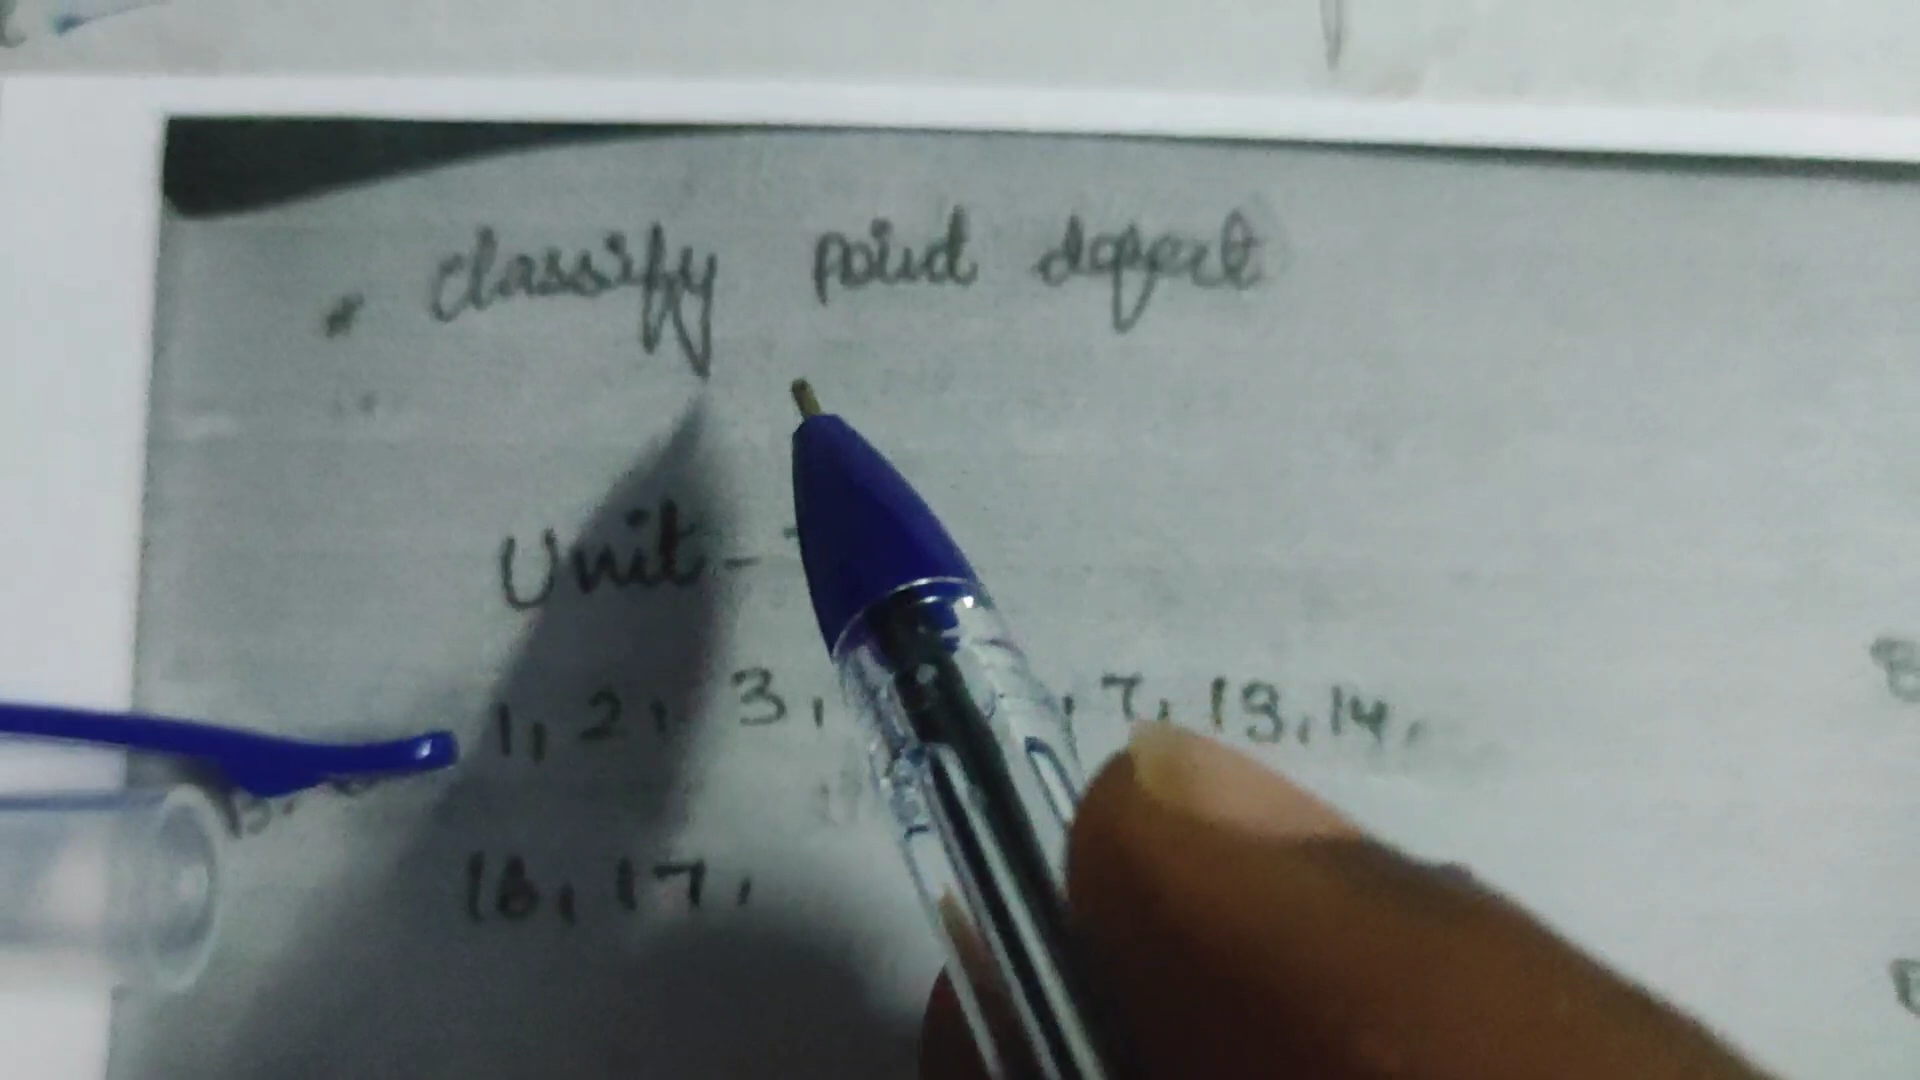 * classify point defect
Unit -
1, 2, 3, 7, 13, 14,
16, 17,